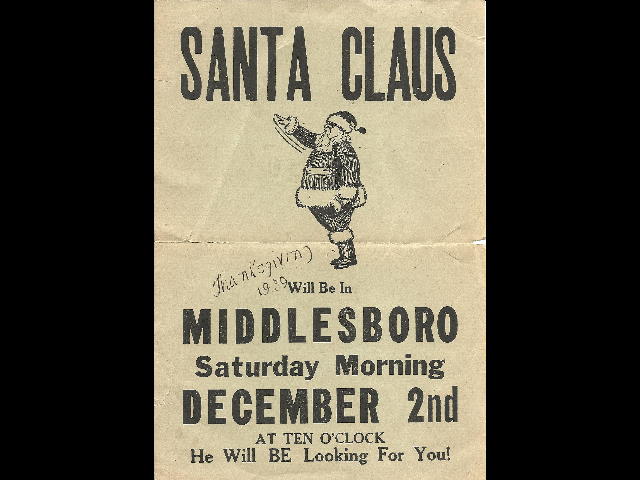 SANTA CLAUS
Thanksgiving
1939
Will Be In
MIDDLESBORO
Saturday Morning
DECEMBER 2nd
AT TEN O'CLOCK
He Will BE Looking For You!